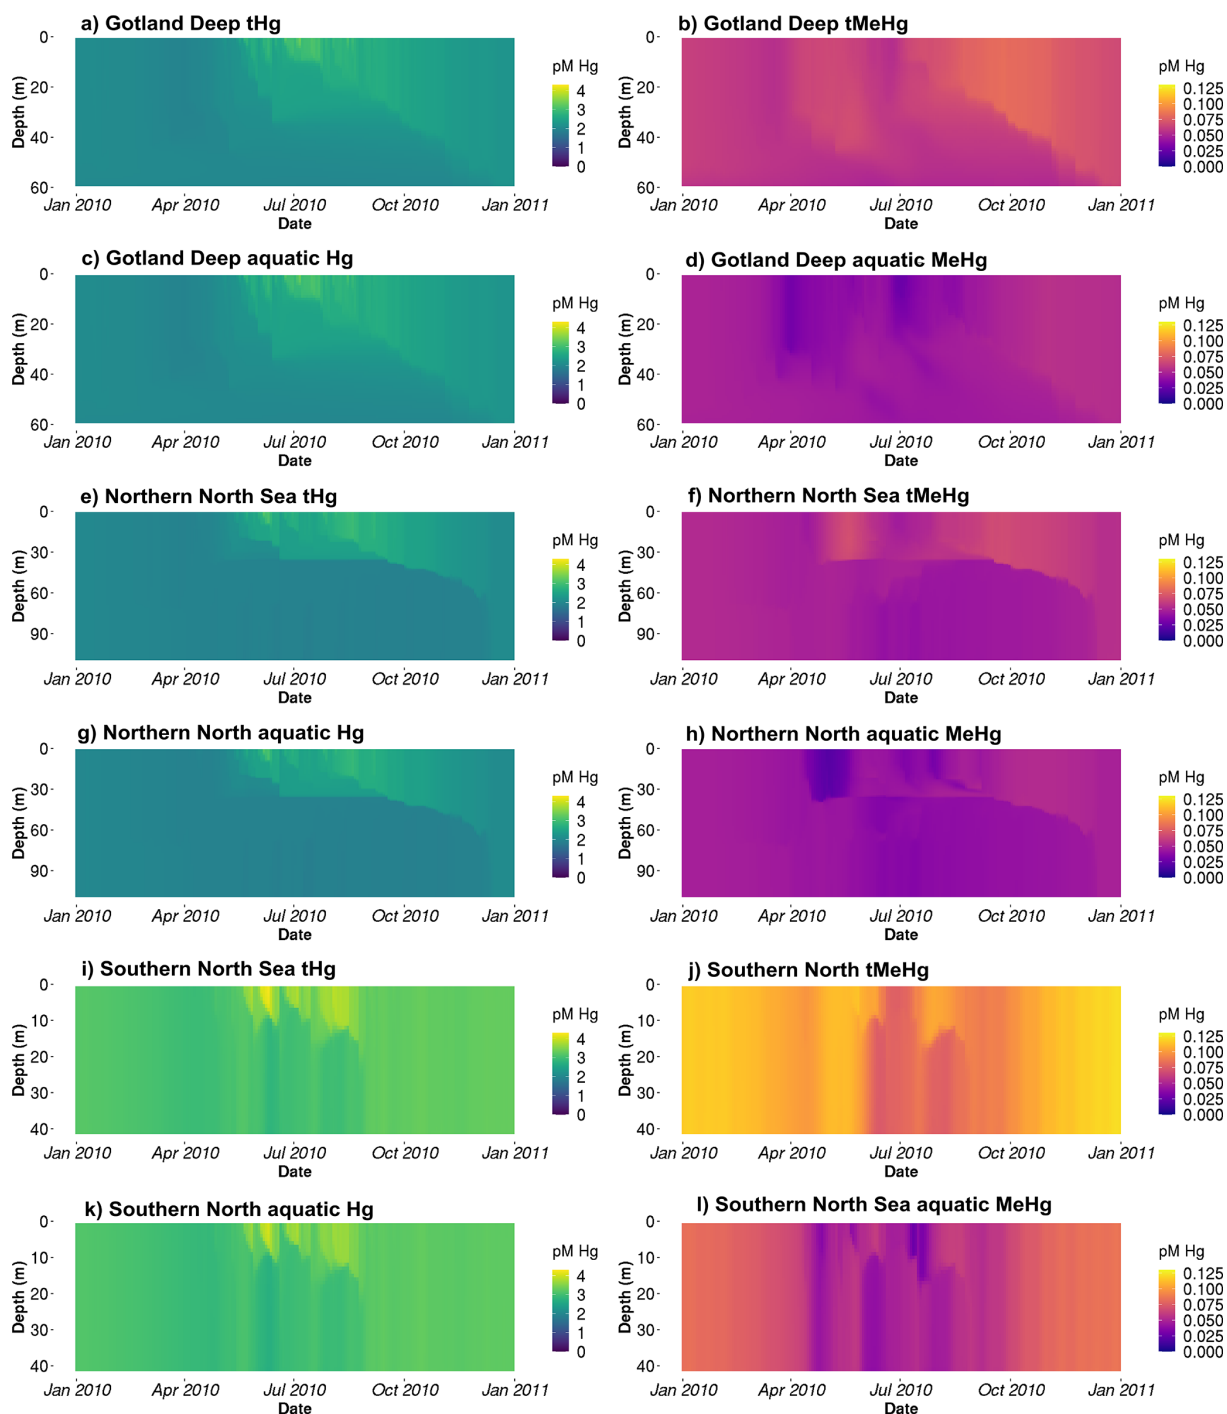 a) Gotland Deep tHg
0
20
40
60
Depth (m)
Jan 2010 Apr 2010 Jul 2010 Oct 2010 Jan 2011
Date
pM Hg
4
3
2
1
0
b) Gotland Deep tMeHg
0
20
40
60
Depth (m)
Jan 2010 Apr 2010 Jul 2010 Oct 2010 Jan 2011
Date
pM Hg
0.125
0.100
0.075
0.050
0.025
0.000
c) Gotland Deep aquatic Hg
0
20
40
60
Depth (m)
Jan 2010 Apr 2010 Jul 2010 Oct 2010 Jan 2011
Date
pM Hg
4
3
2
1
0
d) Gotland Deep aquatic MeHg
0
20
40
60
Depth (m)
Jan 2010 Apr 2010 Jul 2010 Oct 2010 Jan 2011
Date
pM Hg
0.125
0.100
0.075
0.050
0.025
0.000
e) Northern North Sea tHg
0
30
60
90
Depth (m)
Jan 2010 Apr 2010 Jul 2010 Oct 2010 Jan 2011
Date
pM Hg
4
3
2
1
0
f) Northern North Sea tMeHg
0
30
60
90
Depth (m)
Jan 2010 Apr 2010 Jul 2010 Oct 2010 Jan 2011
Date
pM Hg
0.125
0.100
0.075
0.050
0.025
0.000
g) Northern North aquatic Hg
0
30
60
90
Depth (m)
Jan 2010 Apr 2010 Jul 2010 Oct 2010 Jan 2011
Date
pM Hg
4
3
2
1
0
h) Northern North aquatic MeHg
0
30
60
90
Depth (m)
Jan 2010 Apr 2010 Jul 2010 Oct 2010 Jan 2011
Date
pM Hg
0.125
0.100
0.075
0.050
0.025
0.000
i) Southern North Sea tHg
0
10
20
30
40
Depth (m)
Jan 2010 Apr 2010 Jul 2010 Oct 2010 Jan 2011
Date
pM Hg
4
3
2
1
0
j) Southern North tMeHg
0
10
20
30
40
Depth (m)
Jan 2010 Apr 2010 Jul 2010 Oct 2010 Jan 2011
Date
pM Hg
0.125
0.100
0.075
0.050
0.025
0.000
k) Southern North aquatic Hg
0
10
20
30
40
Depth (m)
Jan 2010 Apr 2010 Jul 2010 Oct 2010 Jan 2011
Date
pM Hg
4
3
2
1
0
l) Southern North Sea aquatic MeHg
0
10
20
30
40
Depth (m)
Jan 2010 Apr 2010 Jul 2010 Oct 2010 Jan 2011
Date
pM Hg
0.125
0.100
0.075
0.050
0.025
0.000